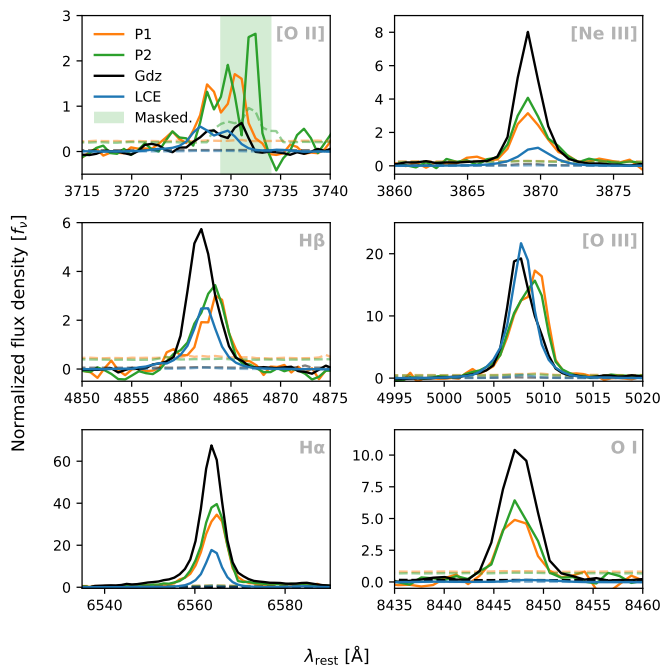 [O II]
P1
P2
Gdz
LCE
Masked.
3
2
1
0
3715 3720 3725 3730 3735 3740
[Ne III]
8
6
4
2
0
3860 3865 3870 3875
Hβ
6
4
2
0
4850 4855 4860 4865 4870 4875
[O III]
20
10
0
4995 5000 5005 5010 5015 5020
Hα
60
40
20
0
6540 6560 6580
O I
10.0
7.5
5.0
2.5
0.0
8435 8440 8445 8450 8455 8460
Normalized flux density [fν]
λrest [Å]